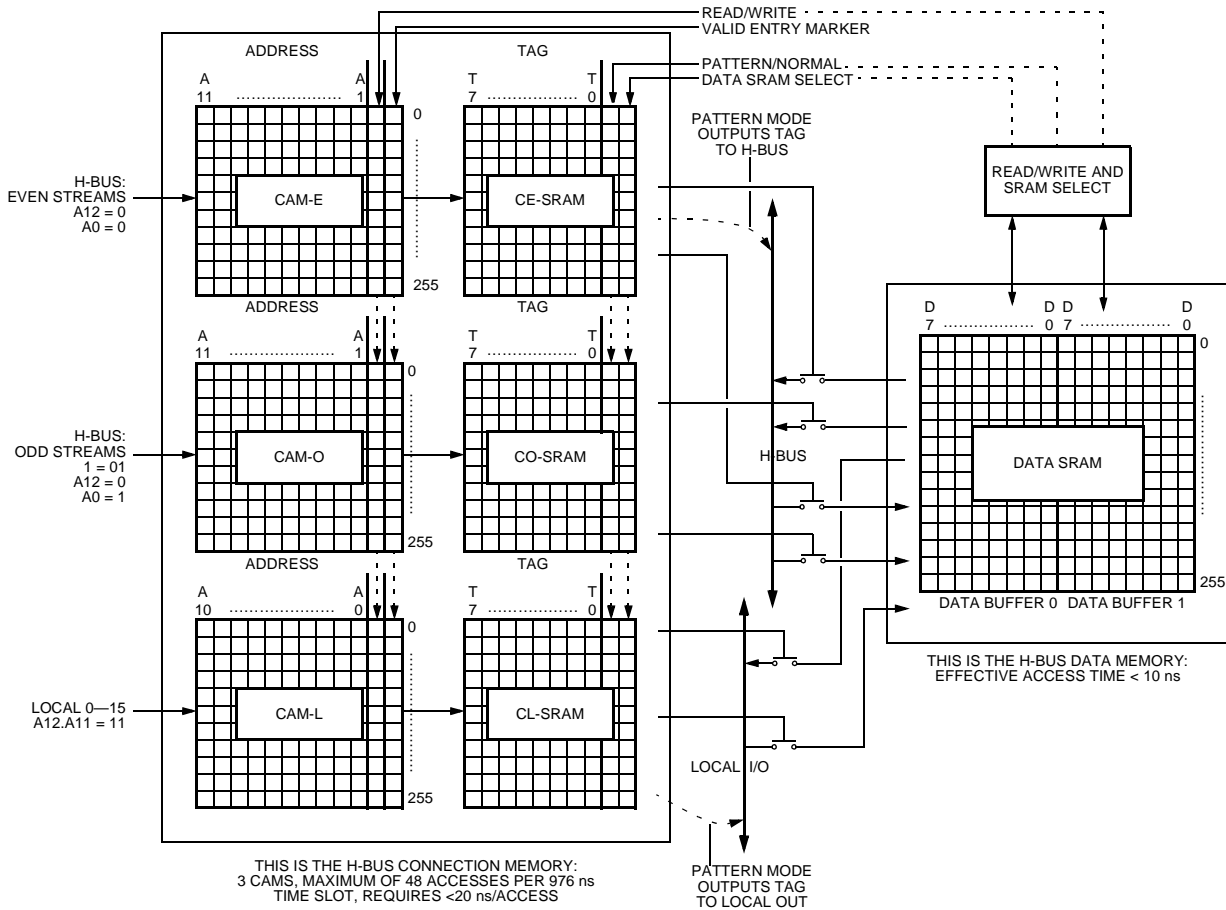 READ/WRITE
VALID ENTRY MARKER
ADDRESS
TAG
PATTERN/NORMAL
DATA SRAM SELECT
A
A
T
T
11 ..................... 1
7 ..................... 0
0
PATTERN MODE
OUTPUTS TAG
TO H-BUS
READ/WRITE AND
SRAM SELECT
H-BUS:
EVEN STREAMS
A12 = 0
A0 = 0
CAM-E
CE-SRAM
255
ADDRESS
TAG
A
A
T
T
11 ..................... 1
7 ..................... 0
0
D
D
D
D
7 ..................... 0
7 ..................... 0
0
H-BUS:
ODD STREAMS
1 = 01
A12 = 0
A0 = 1
CAM-O
CO-SRAM
H-BUS
DATA SRAM
255
ADDRESS
TAG
A
A
T
T
10 ..................... 0
7 ..................... 0
0
255
DATA BUFFER 0
DATA BUFFER 1
THIS IS THE H-BUS DATA MEMORY:
EFFECTIVE ACCESS TIME < 10 ns
LOCAL 0—15
A12.A11 = 11
CAM-L
CL-SRAM
LOCAL I/O
255
THIS IS THE H-BUS CONNECTION MEMORY:
3 CAMS, MAXIMUM OF 48 ACCESSES PER 976 ns
TIME SLOT, REQUIRES <20 ns/ACCESS
PATTERN MODE
OUTPUTS TAG
TO LOCAL OUT